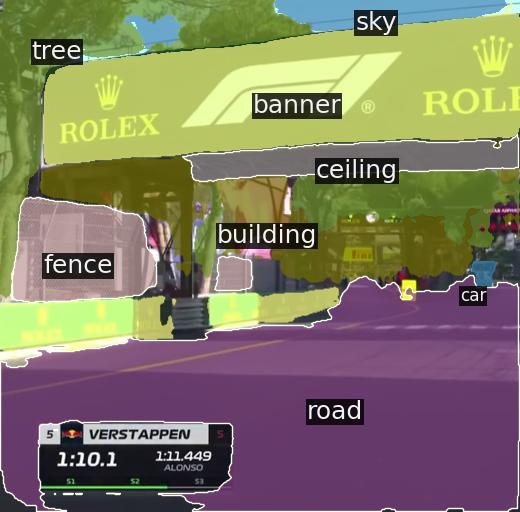 sky
tree
banner
ROLEX
F1
®
ROLE
ceiling
building
fence
car
road
5 VERSTAPPEN 5
1:10.1 1:11.449
ALONSO
S1 S2 S3